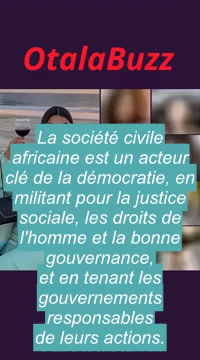 OtalaBuzz
La société civile
africaine est un acteur
clé de la démocratie, en
militant pour la justice
sociale, les droits de
l'homme et la bonne
gouvernance,
et en tenant les
gouvernements
responsables
de leurs actions.